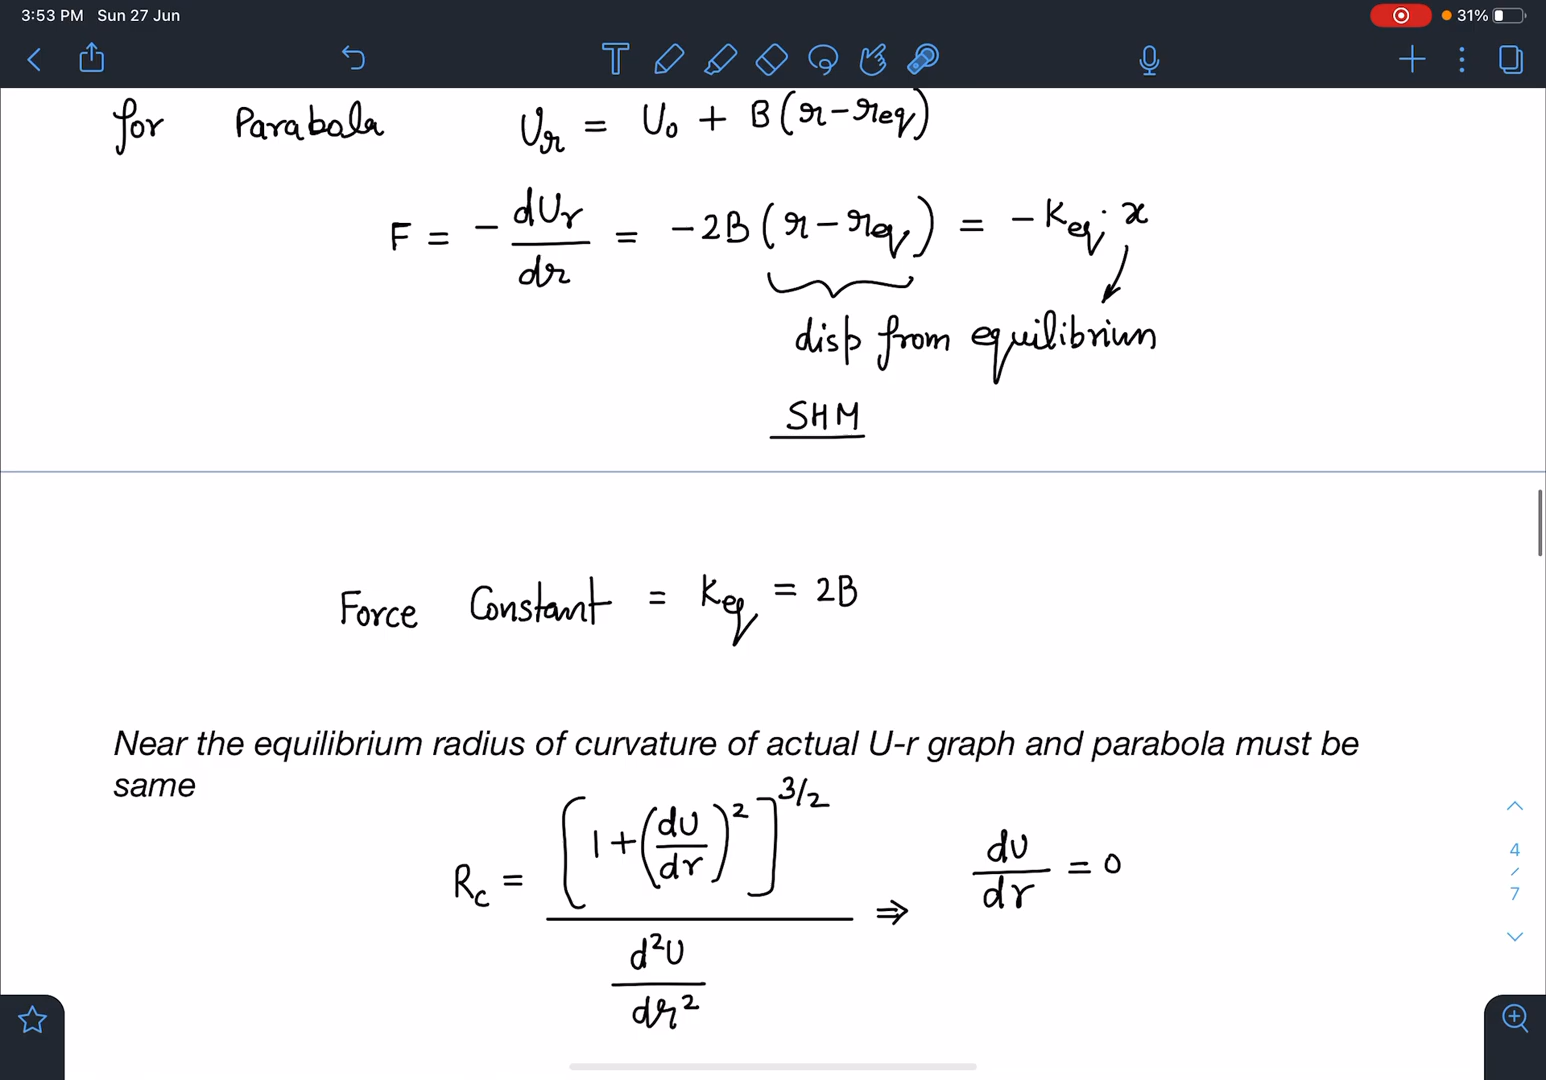 3:53 PM Sun 27 Jun
31%
T
for Parabala U_r = U_0 + B(r-r_eq)
F = - dU_r/dr = -2B(r-r_eq) = -K_eq · x
disp from equilibrium
SHM
Force Constant = K_eq = 2B
Near the equilibrium radius of curvature of actual U-r graph and parabola must be
same
R_c = [1+(dU/dr)^2]^3/2 / d^2U/dr^2 ⇒ dU/dr = 0
4
/
7